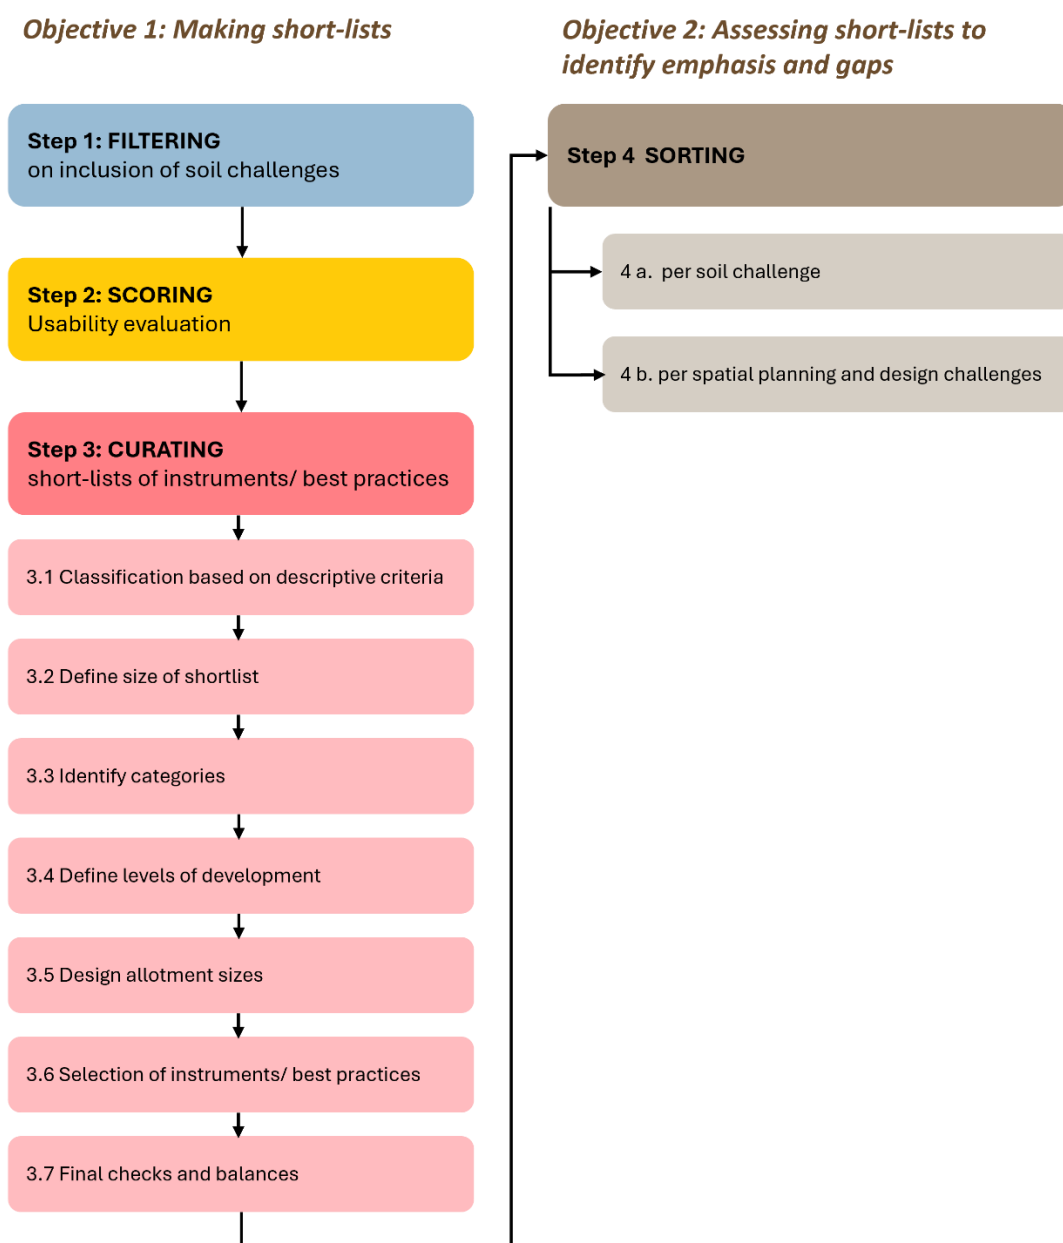 Objective 1: Making short-lists
Step 1: FILTERING
on inclusion of soil challenges
Step 2: SCORING
Usability evaluation
Step 3: CURATING
short-lists of instruments/ best practices
3.1 Classification based on descriptive criteria
3.2 Define size of shortlist
3.3 Identify categories
3.4 Define levels of development
3.5 Design allotment sizes
3.6 Selection of instruments/ best practices
3.7 Final checks and balances
Objective 2: Assessing short-lists to
identify emphasis and gaps
Step 4  SORTING
4 a.  per soil challenge
4 b. per spatial planning and design challenges